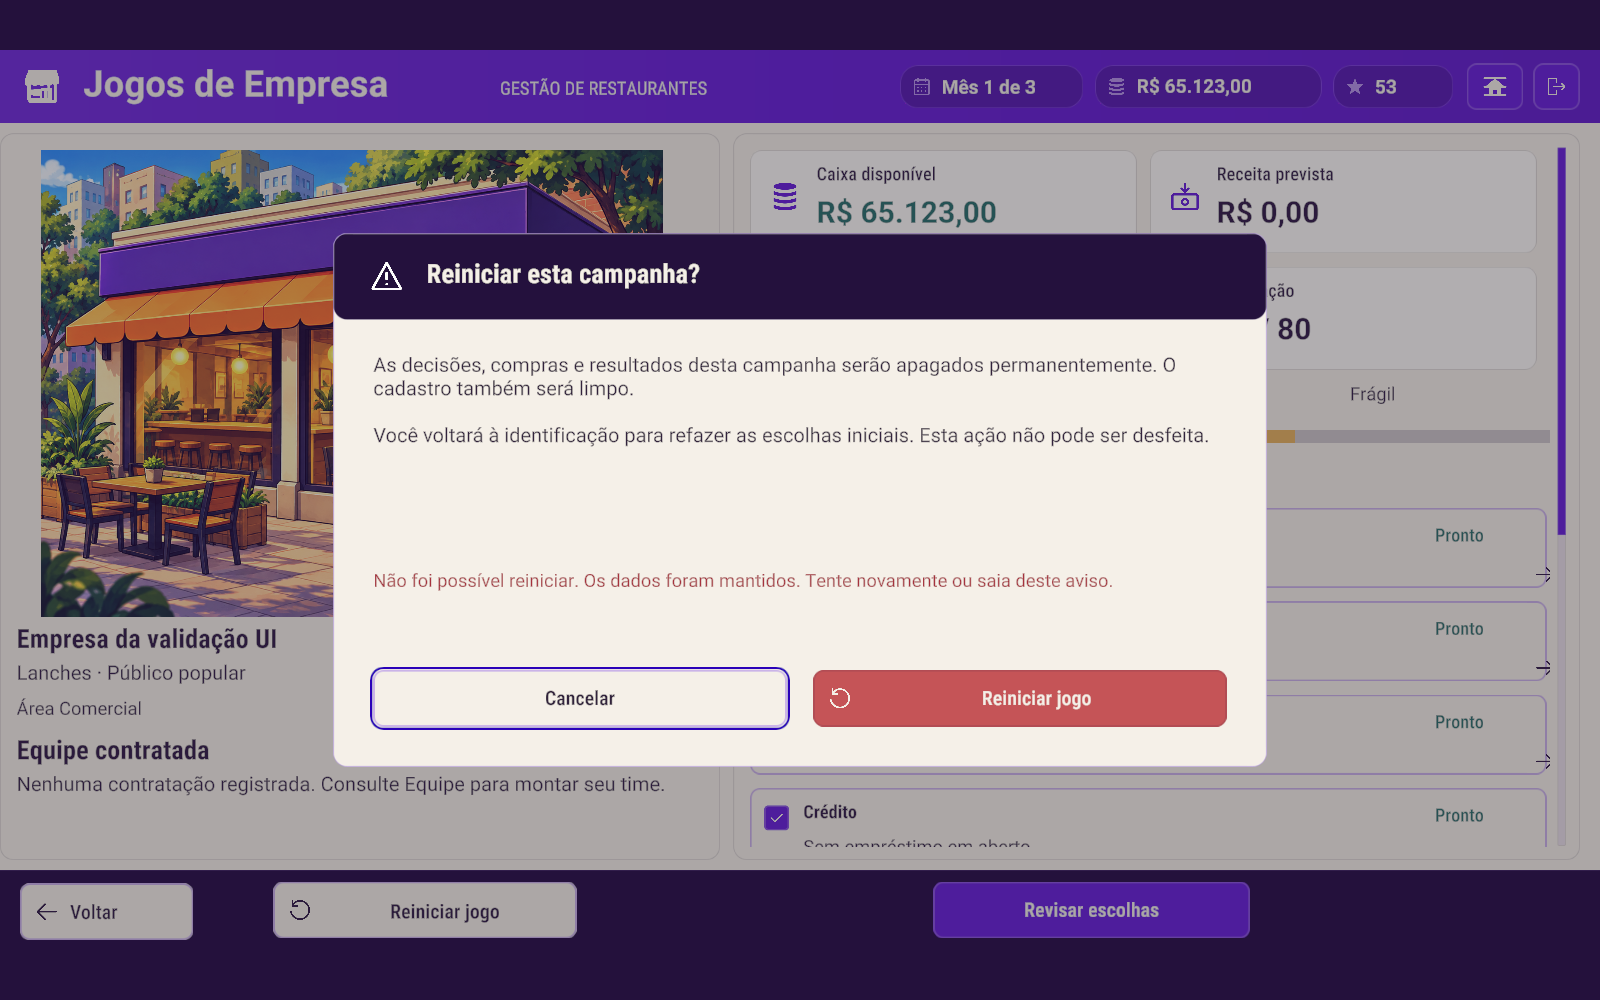 Jogos de Empresa
GESTÃO DE RESTAURANTES
Mês 1 de 3
R$ 65.123,00
53
Caixa disponível
R$ 65.123,00
Receita prevista
R$ 0,00
ção
80
Frágil
Reiniciar esta campanha?
As decisões, compras e resultados desta campanha serão apagados permanentemente. O
cadastro também será limpo.
Você voltará à identificação para refazer as escolhas iniciais. Esta ação não pode ser desfeita.
Não foi possível reiniciar. Os dados foram mantidos. Tente novamente ou saia deste aviso.
Cancelar
Reiniciar jogo
Pronto
Pronto
Pronto
Empresa da validação UI
Lanches · Público popular
Área Comercial
Equipe contratada
Nenhuma contratação registrada. Consulte Equipe para montar seu time.
Crédito
Pronto
Sem empréstimo em aberto
Voltar
Reiniciar jogo
Revisar escolhas